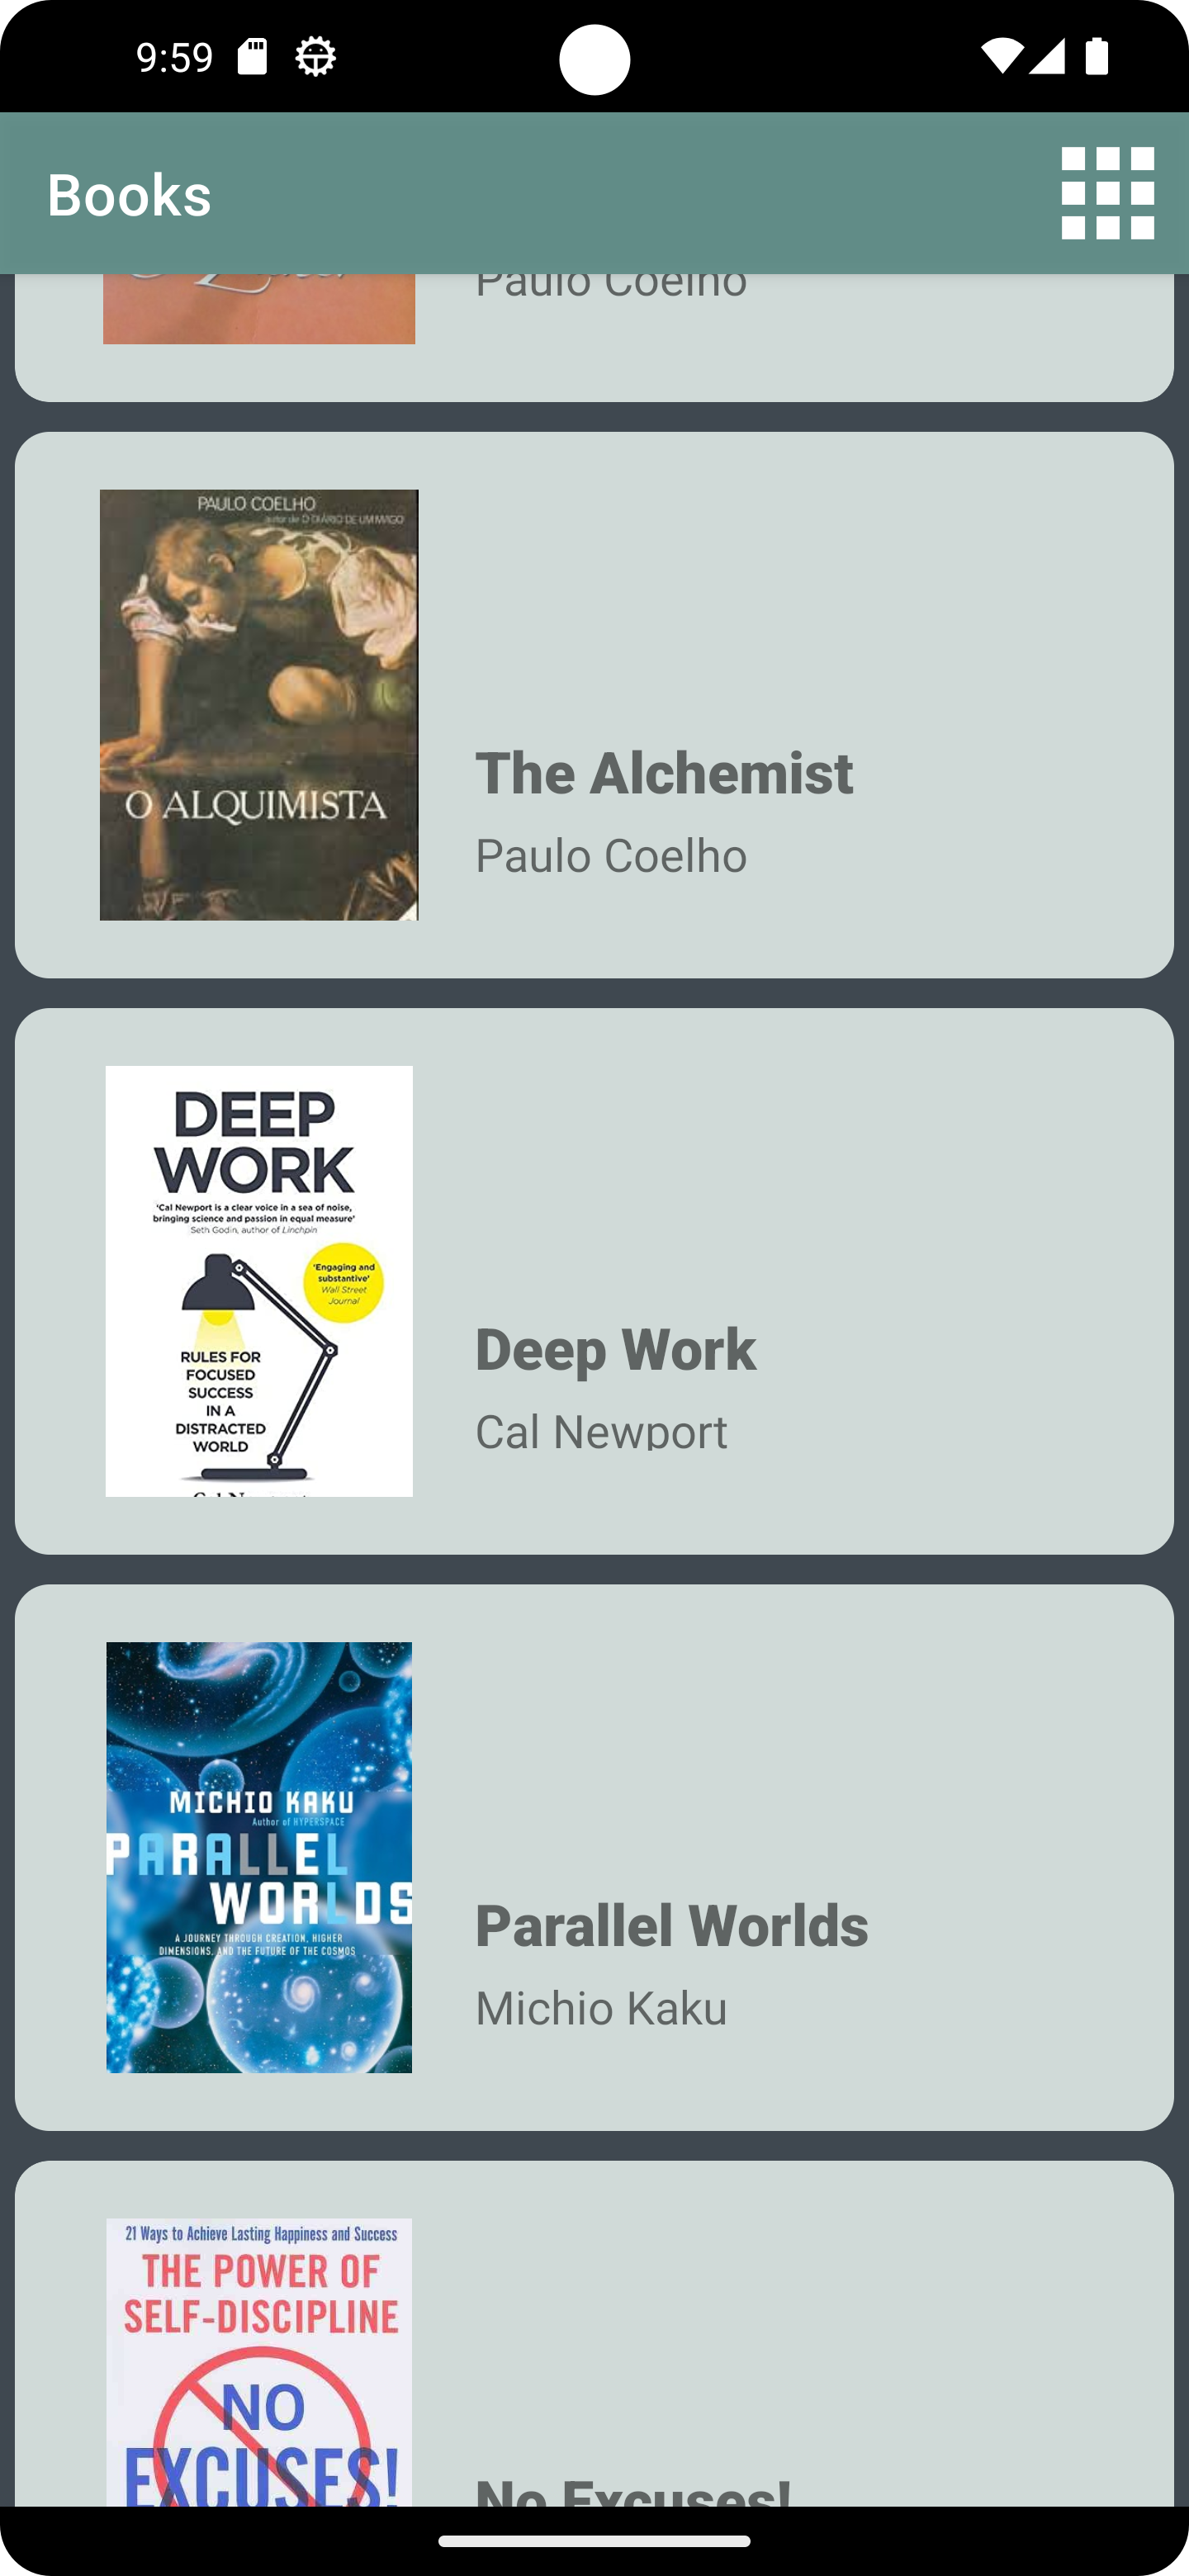 9:59
Books
Paulo Coelho
PAULO COELHO
autor de O DIÁRIO DE UM MAGO
O ALQUIMISTA
The Alchemist
Paulo Coelho
DEEP
WORK
'Cal Newport is a clear voice in a sea of noise,
bringing science and passion in equal measure'
Seth Godin, author of Linchpin
'Engaging and
substantive'
Wall Street
Journal
RULES FOR
FOCUSED
SUCCESS
IN A
DISTRACTED
WORLD
Deep Work
Cal Newport
MICHIO KAKU
Author of HYPERSPACE
PARALLEL
WORLDS
A JOURNEY THROUGH CREATION, HIGHER
DIMENSIONS, AND THE FUTURE OF THE COSMOS
Parallel Worlds
Michio Kaku
21 Ways to Achieve Lasting Happiness and Success
THE POWER OF
SELF-DISCIPLINE
NO
EXCUSES!
No Excuses!